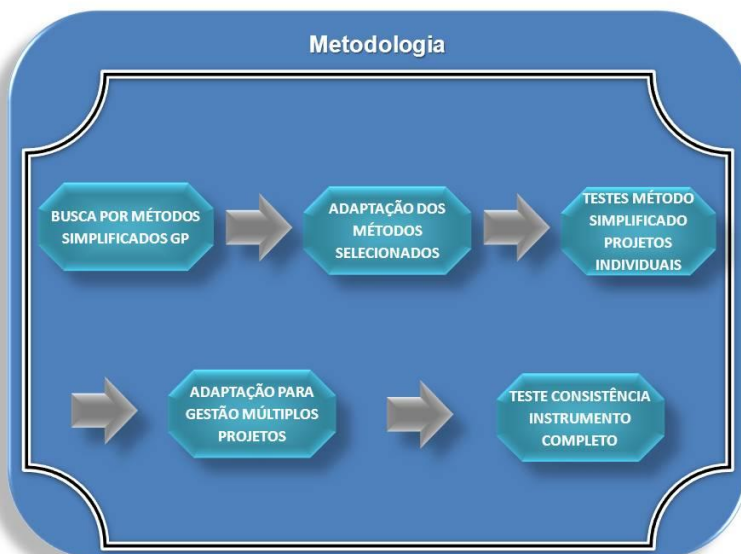 Metodologia
BUSCA POR MÉTODOS
SIMPLIFICADOS GP
ADAPTAÇÃO DOS
MÉTODOS
SELECIONADOS
TESTES MÉTODO
SIMPLIFICADO
PROJETOS
INDIVIDUAIS
ADAPTAÇÃO PARA
GESTÃO MÚLTIPLOS
PROJETOS
TESTE CONSISTÊNCIA
INSTRUMENTO
COMPLETO